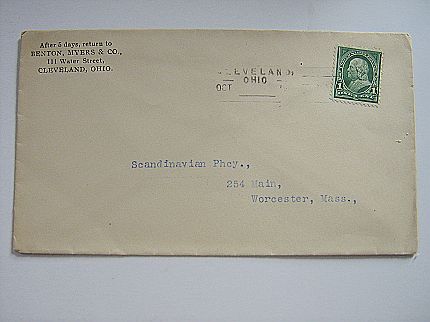 After 5 days, return to
BENTON, MYERS & CO.,
111 Water Street,
CLEVELAND, OHIO.
CLEVELAND,
OHIO
OCT
Scandinavian Phcy.,
254 Main,
Worcester, Mass.,